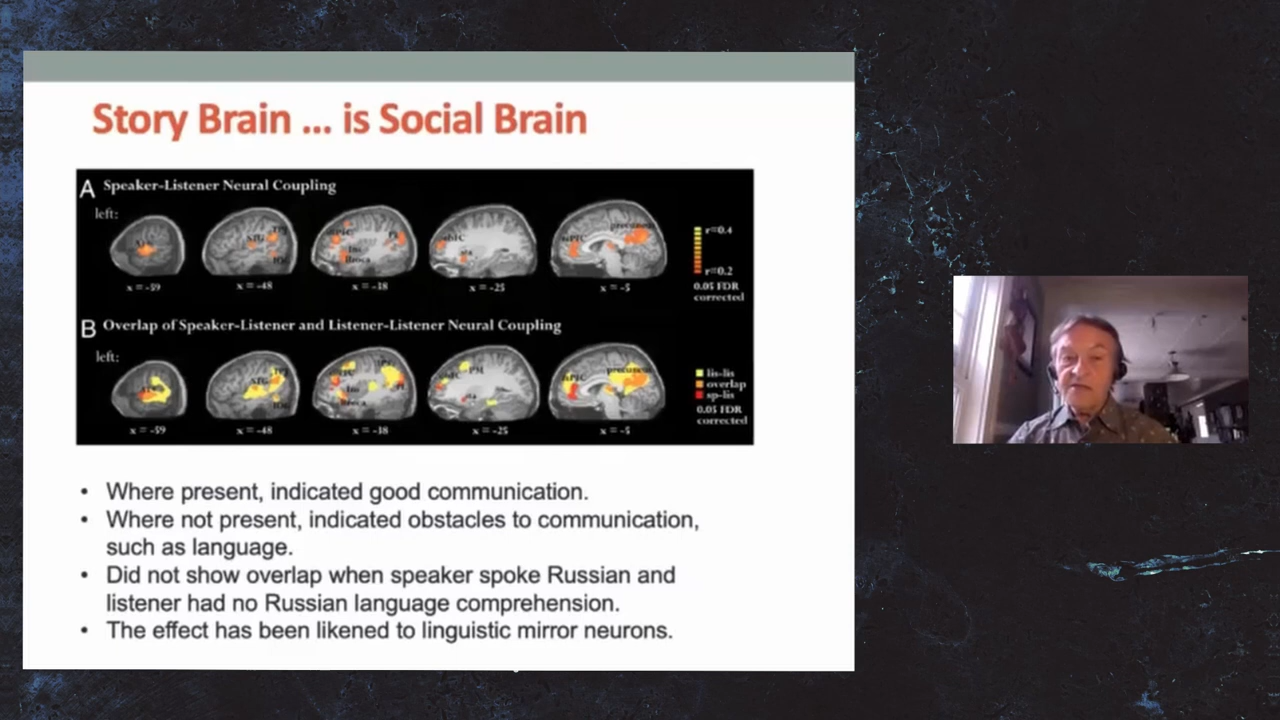 Story Brain ... is Social Brain
A Speaker-Listener Neural Coupling
left:
r=0.4
r=0.2
0.05 FDR
corrected
x = -59
x = -48
x = -38
x = -25
x = -5
B Overlap of Speaker-Listener and Listener-Listener Neural Coupling
left:
lis-lis
overlap
sp-lis
0.05 FDR
corrected
x = -59
x = -48
x = -38
x = -25
x = -5
• Where present, indicated good communication.
• Where not present, indicated obstacles to communication,
such as language.
• Did not show overlap when speaker spoke Russian and
listener had no Russian language comprehension.
• The effect has been likened to linguistic mirror neurons.